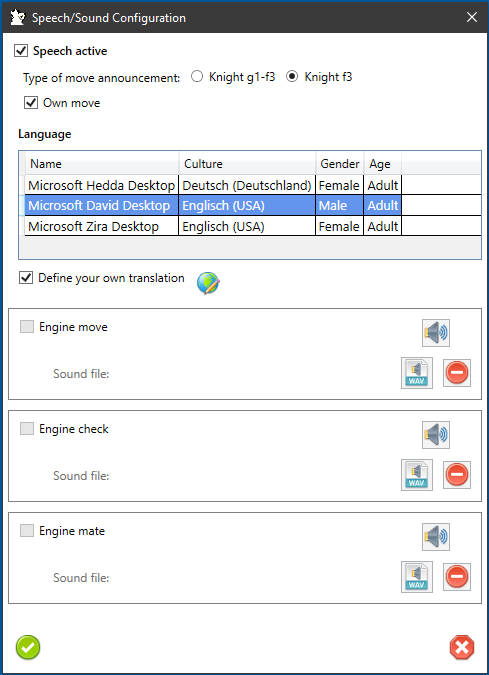 Speech/Sound Configuration
Speech active
Type of move announcement: Knight g1-f3 Knight f3
Own move
Language
Name Culture Gender Age
Microsoft Hedda Desktop Deutsch (Deutschland) Female Adult
Microsoft David Desktop Englisch (USA) Male Adult
Microsoft Zira Desktop Englisch (USA) Female Adult
Define your own translation
Engine move
Sound file:
WAV
Engine check
Sound file:
WAV
Engine mate
Sound file:
WAV